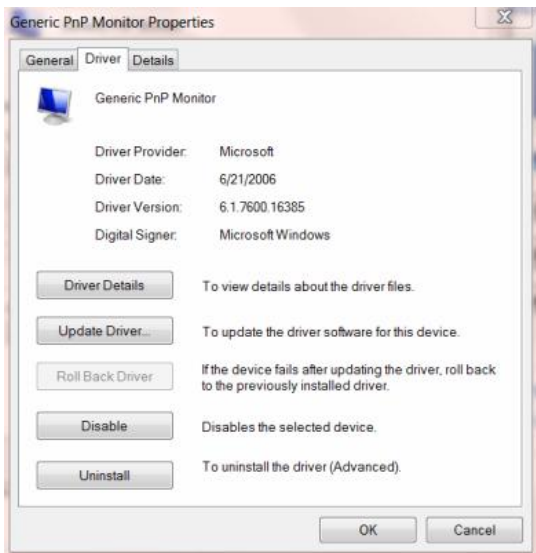 Generic PnP Monitor Properties
General Driver Details
Generic PnP Monitor
Driver Provider: Microsoft
Driver Date: 6/21/2006
Driver Version: 6.1.7600.16385
Digital Signer: Microsoft Windows
Driver Details To view details about the driver files.
Update Driver... To update the driver software for this device.
Roll Back Driver If the device fails after updating the driver, roll back
to the previously installed driver.
Disable Disables the selected device.
Uninstall To uninstall the driver (Advanced).
OK Cancel